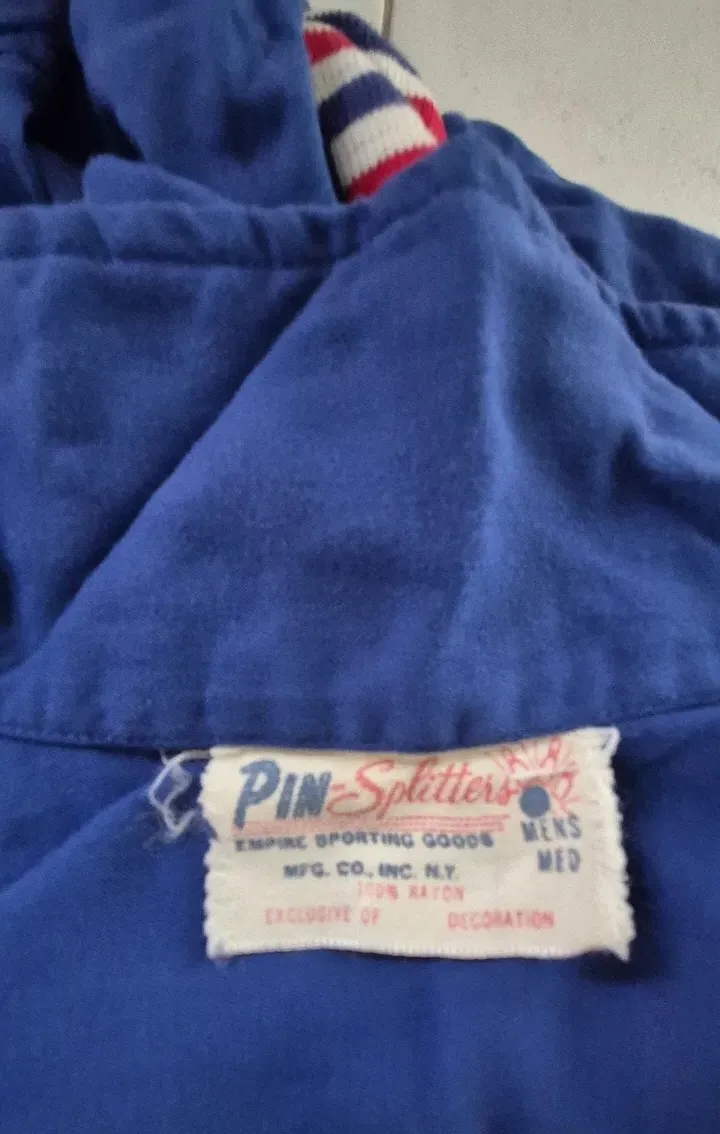 PIN-Splitters
MENS
MED
EMPIRE SPORTING GOODS
MFG. CO., INC. N.Y.
100% RAYON
EXCLUSIVE OF DECORATION